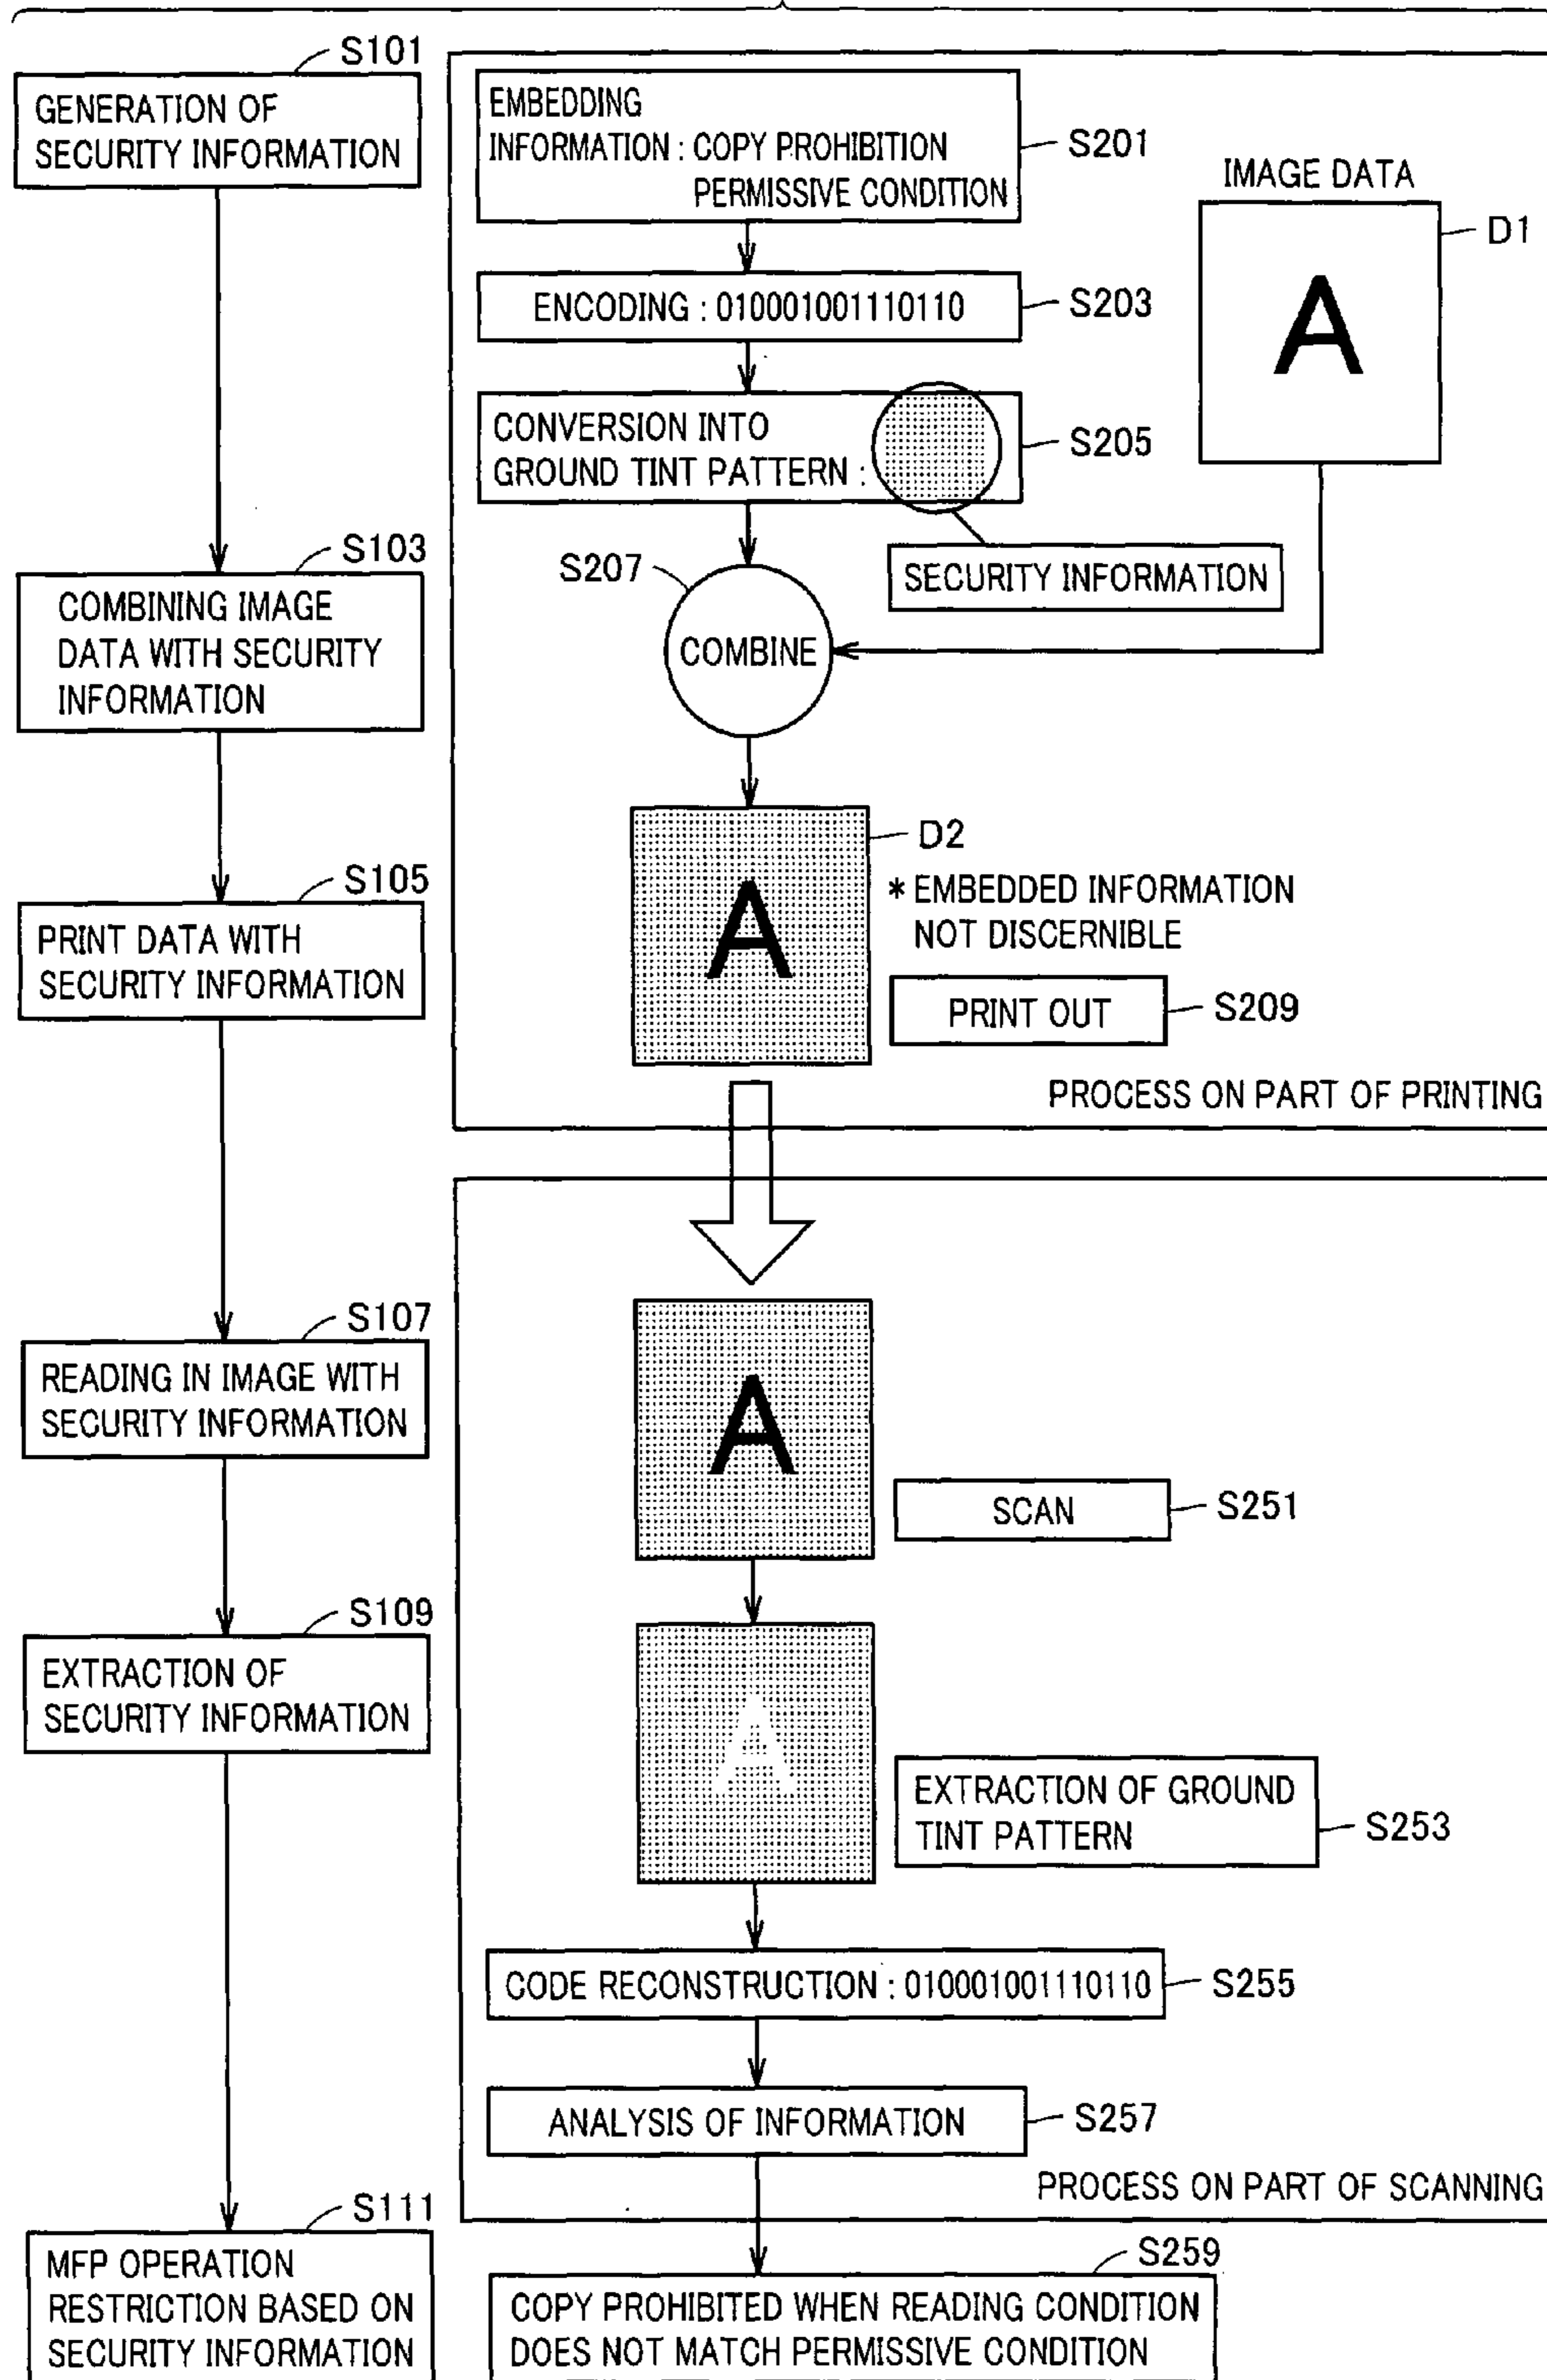 S101
GENERATION OF
SECURITY INFORMATION
S103
COMBINING IMAGE
DATA WITH SECURITY
INFORMATION
S105
PRINT DATA WITH
SECURITY INFORMATION
S107
READING IN IMAGE WITH
SECURITY INFORMATION
S109
EXTRACTION OF
SECURITY INFORMATION
S111
MFP OPERATION
RESTRICTION BASED ON
SECURITY INFORMATION
EMBEDDING
INFORMATION : COPY PROHIBITION
PERMISSIVE CONDITION
S201
IMAGE DATA
D1
A
ENCODING : 010001001110110
S203
CONVERSION INTO
GROUND TINT PATTERN :
S205
SECURITY INFORMATION
S207
COMBINE
D2
A
* EMBEDDED INFORMATION
NOT DISCERNIBLE
PRINT OUT
S209
PROCESS ON PART OF PRINTING
A
SCAN
S251
A
EXTRACTION OF GROUND
TINT PATTERN
S253
CODE RECONSTRUCTION : 010001001110110
S255
ANALYSIS OF INFORMATION
S257
PROCESS ON PART OF SCANNING
S259
COPY PROHIBITED WHEN READING CONDITION
DOES NOT MATCH PERMISSIVE CONDITION